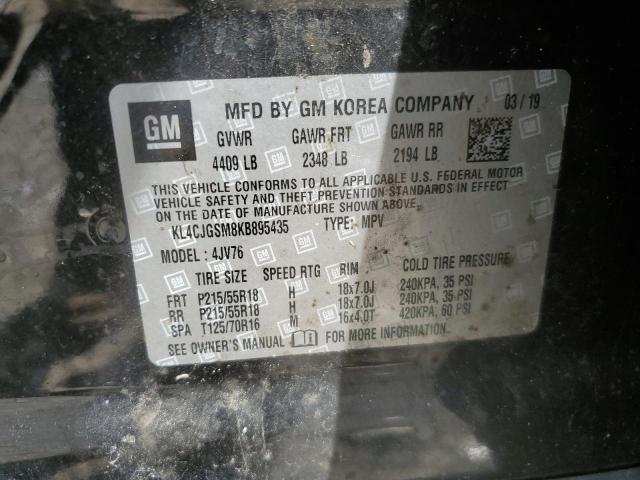 GM
MFD BY GM KOREA COMPANY 03/19
GVWR GAWR FRT GAWR RR
4409 LB 2348 LB 2194 LB
THIS VEHICLE CONFORMS TO ALL APPLICABLE U.S. FEDERAL MOTOR
VEHICLE SAFETY AND THEFT PREVENTION STANDARDS IN EFFECT
ON THE DATE OF MANUFACTURE SHOWN ABOVE.
KL4CJGSM8KB895435 TYPE: MPV
MODEL : 4JV76
TIRE SIZE SPEED RTG RIM COLD TIRE PRESSURE
FRT P215/55R18 H 18x7.0J 240KPA, 35 PSI
RR P215/55R18 H 18x7.0J 240KPA, 35 PSI
SPA T125/70R16 M 16x4.0T 420KPA, 60 PSI
SEE OWNER'S MANUAL FOR MORE INFORMATION